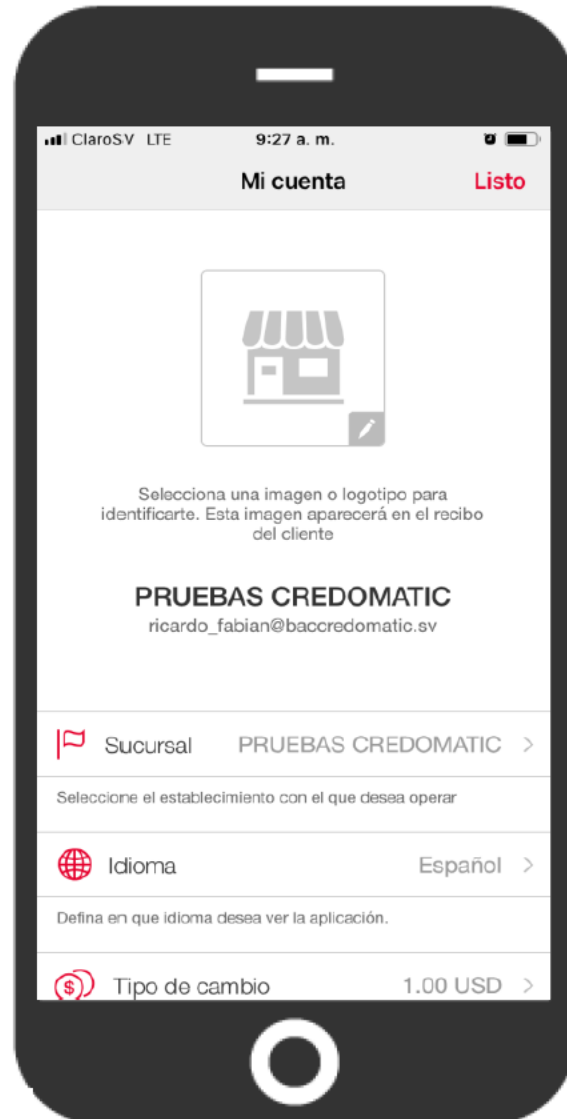 ClaroSV LTE 9:27 a. m.
Mi cuenta Listo
Selecciona una imagen o logotipo para
identificarte. Esta imagen aparecerá en el recibo
del cliente
PRUEBAS CREDOMATIC
ricardo_fabian@baccredomatic.sv
Sucursal PRUEBAS CREDOMATIC >
Seleccione el establecimiento con el que desea operar
Idioma Español >
Defina en que idioma desea ver la aplicación.
$ Tipo de cambio 1.00 USD >